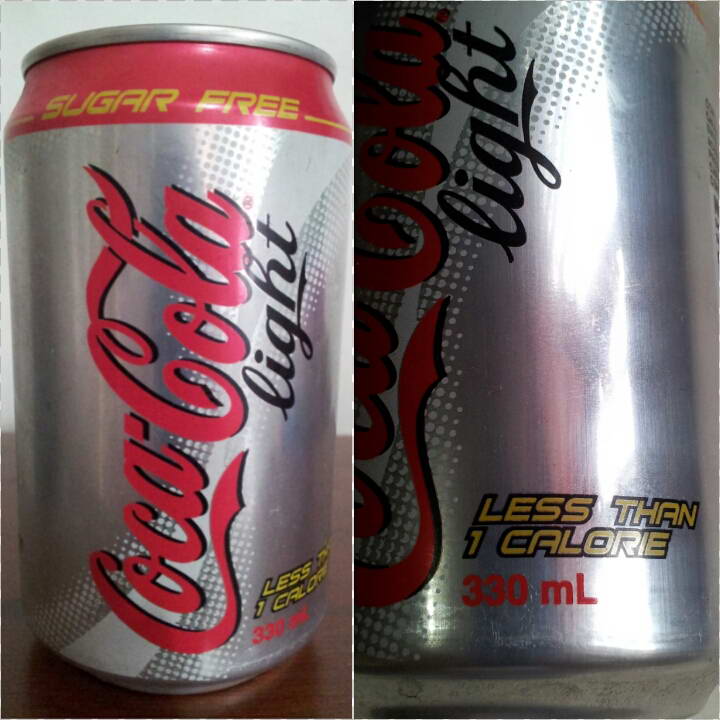 SUGAR FREE
Coca-Cola®
light
LESS THAN
1 CALORIE
330 mL
Coca-Cola
light
LESS THAN
1 CALORIE
330 mL